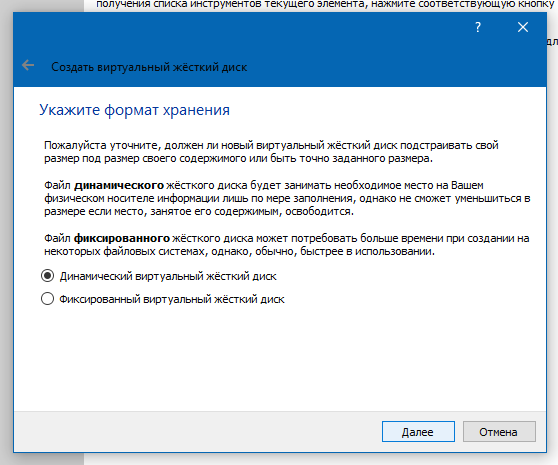 получения списка инструментов текущего элемента, нажмите соответствующую кнопку
?
Создать виртуальный жёсткий диск
Укажите формат хранения
Пожалуйста уточните, должен ли новый виртуальный жёсткий диск подстраивать свой
размер под размер своего содержимого или быть точно заданного размера.
Файл динамического жёсткого диска будет занимать необходимое место на Вашем
физическом носителе информации лишь по мере заполнения, однако не сможет уменьшиться в
размере если место, занятое его содержимым, освободится.
Файл фиксированного жёсткого диска может потребовать больше времени при создании на
некоторых файловых системах, однако, обычно, быстрее в использовании.
Динамический виртуальный жёсткий диск
Фиксированный виртуальный жёсткий диск
Далее
Отмена